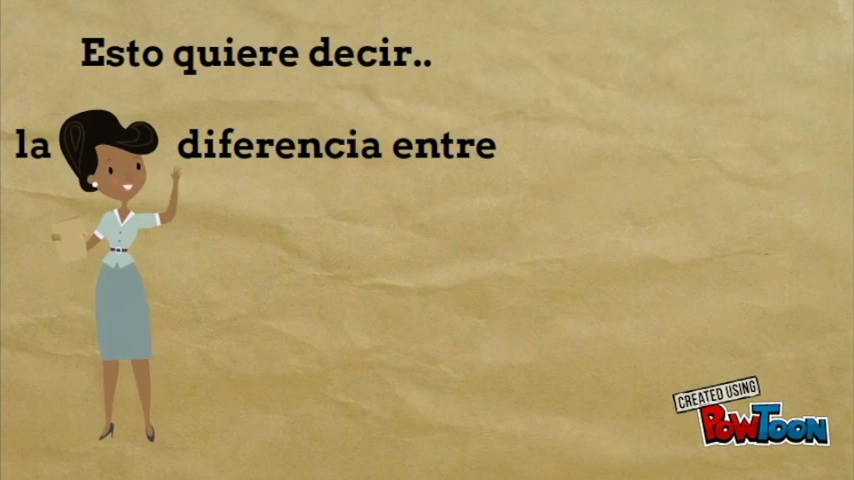 Esto quiere decir..
la diferencia entre
CREATED USING
POWTOON